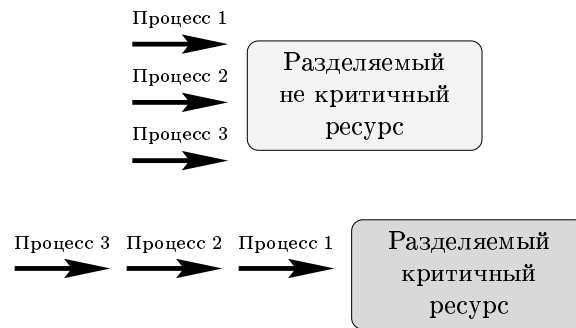 Процесс 1
Процесс 2
Процесс 3
Разделяемый
не критичный
ресурс
Процесс 3 Процесс 2 Процесс 1
Разделяемый
критичный
ресурс